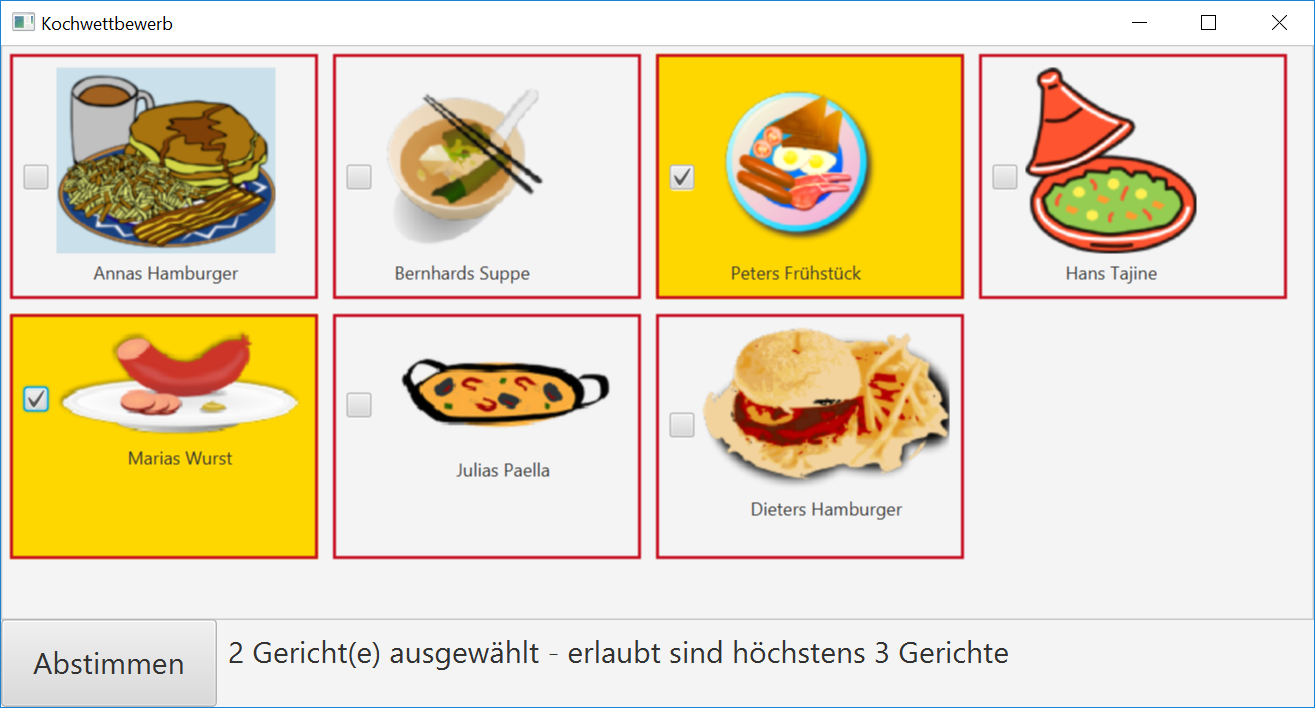 Kochwettbewerb
Annas Hamburger
Bernhards Suppe
Peters Frühstück
Hans Tajine
Marias Wurst
Julias Paella
Dieters Hamburger
Abstimmen
2 Gericht(e) ausgewählt - erlaubt sind höchstens 3 Gerichte